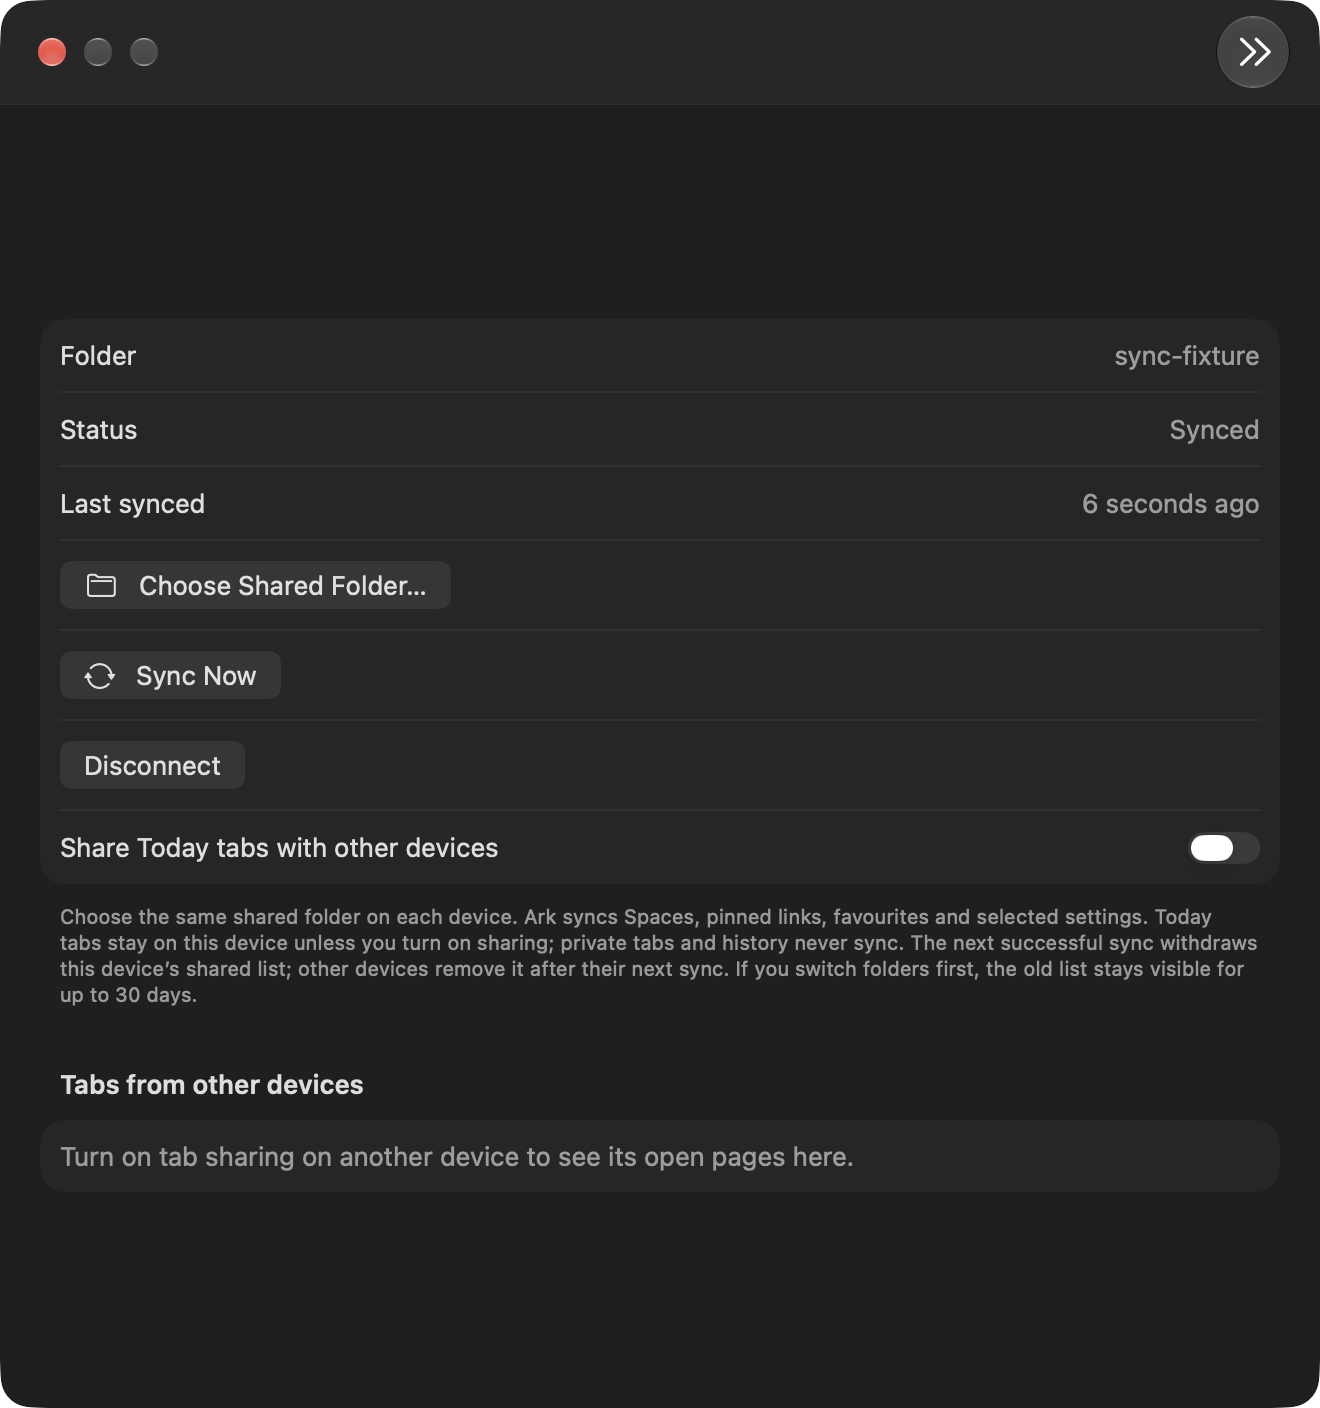 Folder
sync-fixture
Status
Synced
Last synced
6 seconds ago
Choose Shared Folder...
Sync Now
Disconnect
Share Today tabs with other devices
Choose the same shared folder on each device. Ark syncs Spaces, pinned links, favourites and selected settings. Today
tabs stay on this device unless you turn on sharing; private tabs and history never sync. The next successful sync withdraws
this device’s shared list; other devices remove it after their next sync. If you switch folders first, the old list stays visible for
up to 30 days.
Tabs from other devices
Turn on tab sharing on another device to see its open pages here.